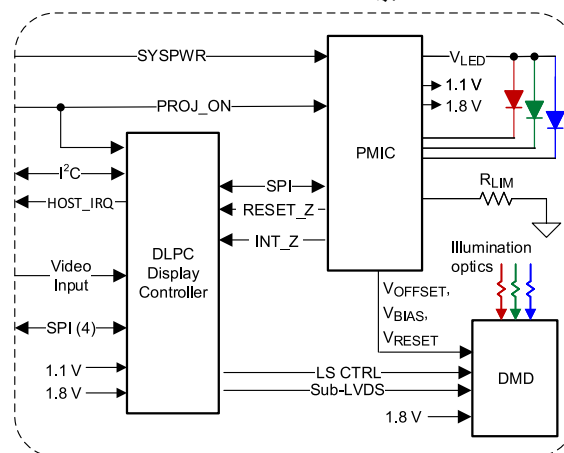 SYSPWR
VLED
1.1 V
PROJ_ON
1.8 V
PMIC
I2C
SPI
RLIM
HOST_IRQ
RESET_Z
DLPC
Display
Controller
INT_Z
Illumination
optics
Video
Input
VOFFSET,
VBIAS,
VRESET
SPI (4)
1.1 V
LS CTRL
DMD
1.8 V
Sub-LVDS
1.8 V